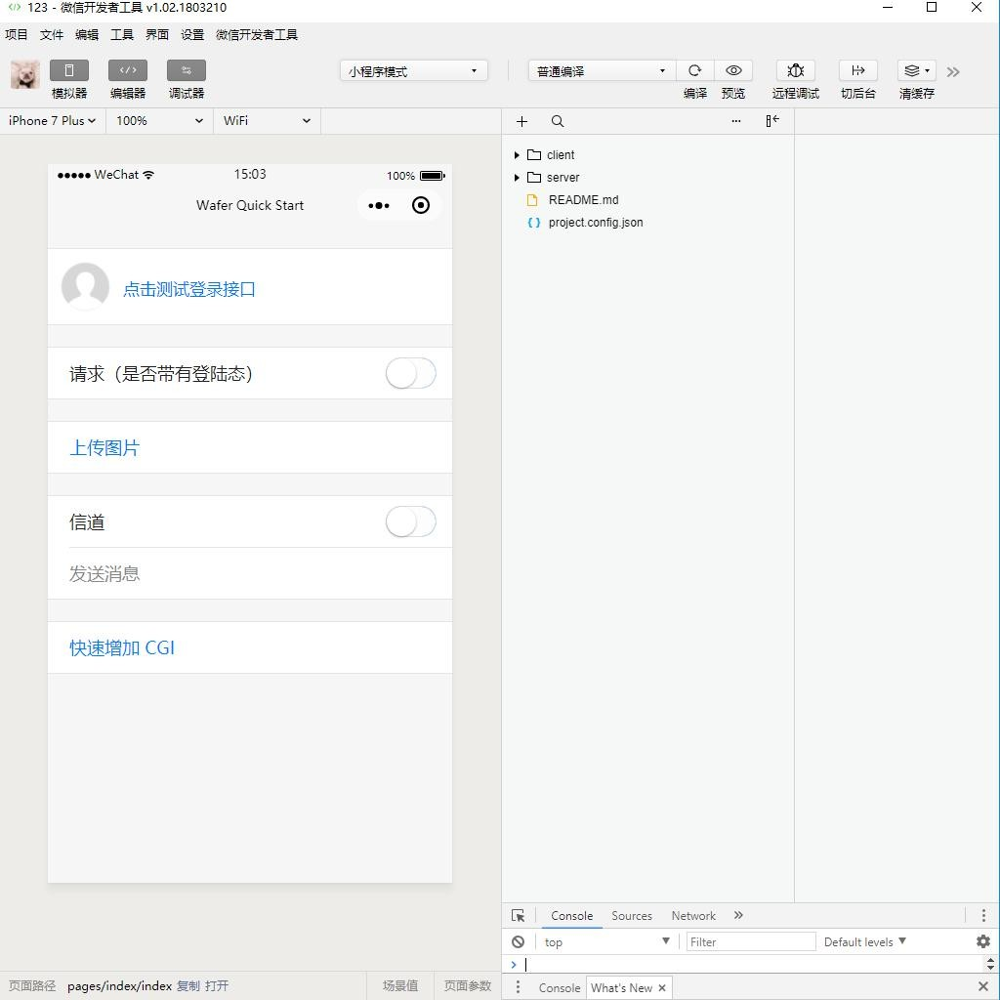 123 - 微信开发者工具 v1.02.1803210
项目 文件 编辑 工具 界面 设置 微信开发者工具
小程序模式 普通编译
模拟器 编辑器 调试器 编译 预览 远程调试 切后台 清缓存
iPhone 7 Plus 100% WiFi
WeChat 15:03 100%
Wafer Quick Start
点击测试登录接口
请求（是否带有登陆态）
上传图片
信道
发送消息
快速增加 CGI
client
server
README.md
project.config.json
Console Sources Network
top Filter Default levels
Console What's New
页面路径 pages/index/index 复制 打开 场景值 页面参数